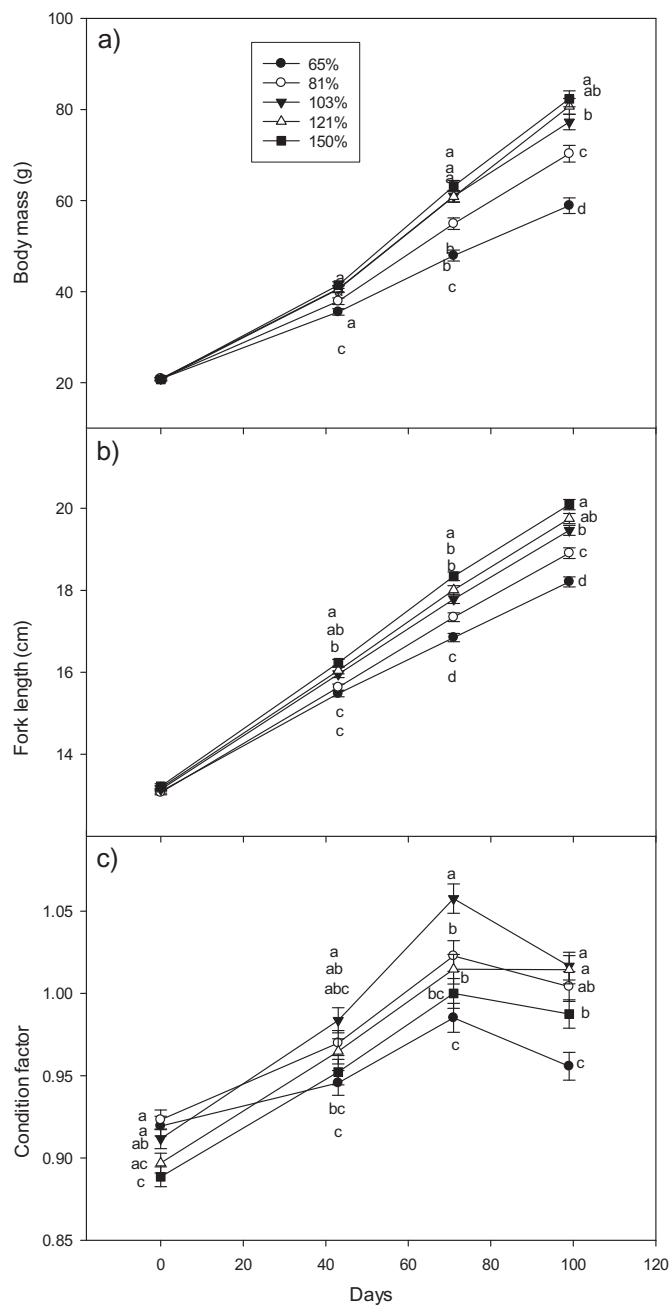 a)
65%
81%
103%
121%
150%
Body mass (g)
100
80
60
40
20
a
a
c
a
a
a
b
b
c
a
ab
b
c
d
b)
Fork length (cm)
20
18
16
14
a
ab
b
c
c
a
b
b
c
d
a
ab
b
c
d
c)
Condition factor
1.05
1.00
0.95
0.90
0.85
a
a
ab
ac
c
a
ab
abc
bc
c
a
b
b
bc
c
a
a
ab
b
c
0 20 40 60 80 100 120
Days